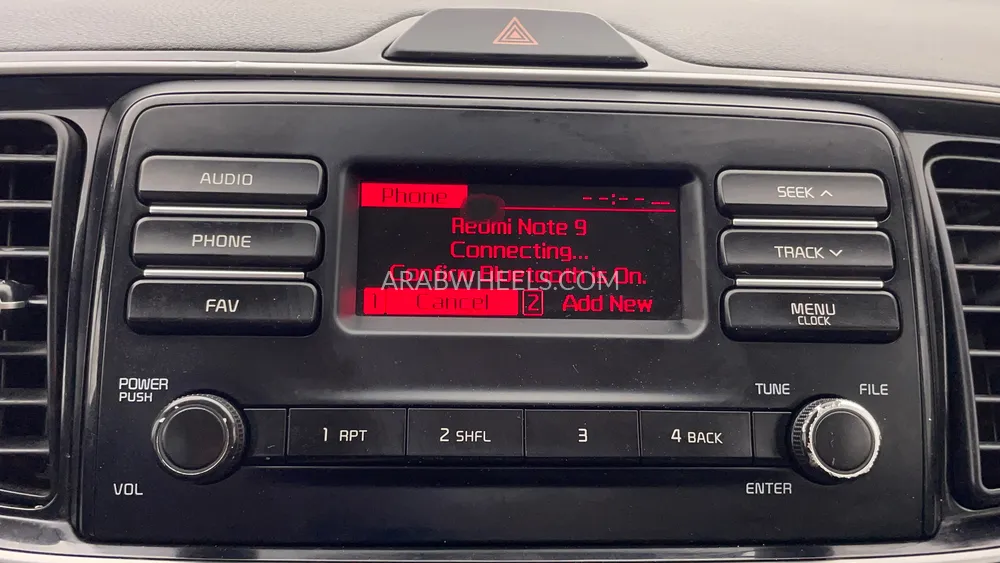 AUDIO
PHONE
FAV
Phone
--:-- __
Redmi Note 9
Connecting...
Confirm Bluetooth is On.
ARABWHEELS.COM
1 Cancel
2 Add New
SEEK
TRACK
MENU
CLOCK
POWER
PUSH
VOL
1 RPT
2 SHFL
3
4 BACK
TUNE
FILE
ENTER